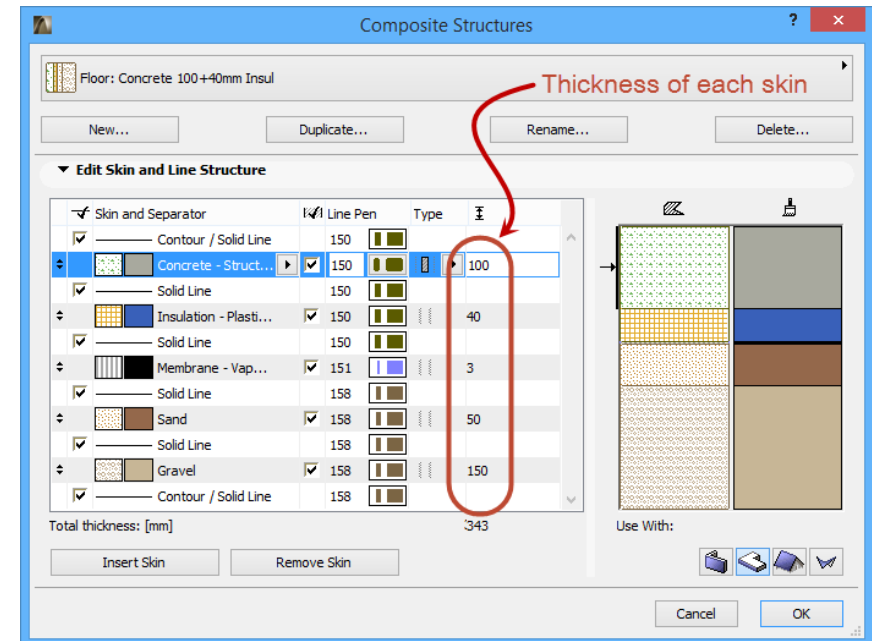 Composite Structures
?
×
Floor: Concrete 100+40mm Insul
Thickness of each skin
New...
Duplicate...
Rename...
Delete...
Edit Skin and Line Structure
Skin and Separator Line Pen Type
Contour / Solid Line 150
Concrete - Struct... 150 100
Solid Line 150
Insulation - Plasti... 150 40
Solid Line 150
Membrane - Vap... 151 3
Solid Line 158
Sand 158 50
Solid Line 158
Gravel 158 150
Contour / Solid Line 158
Total thickness: [mm] 343
Use With:
Insert Skin
Remove Skin
Cancel
OK